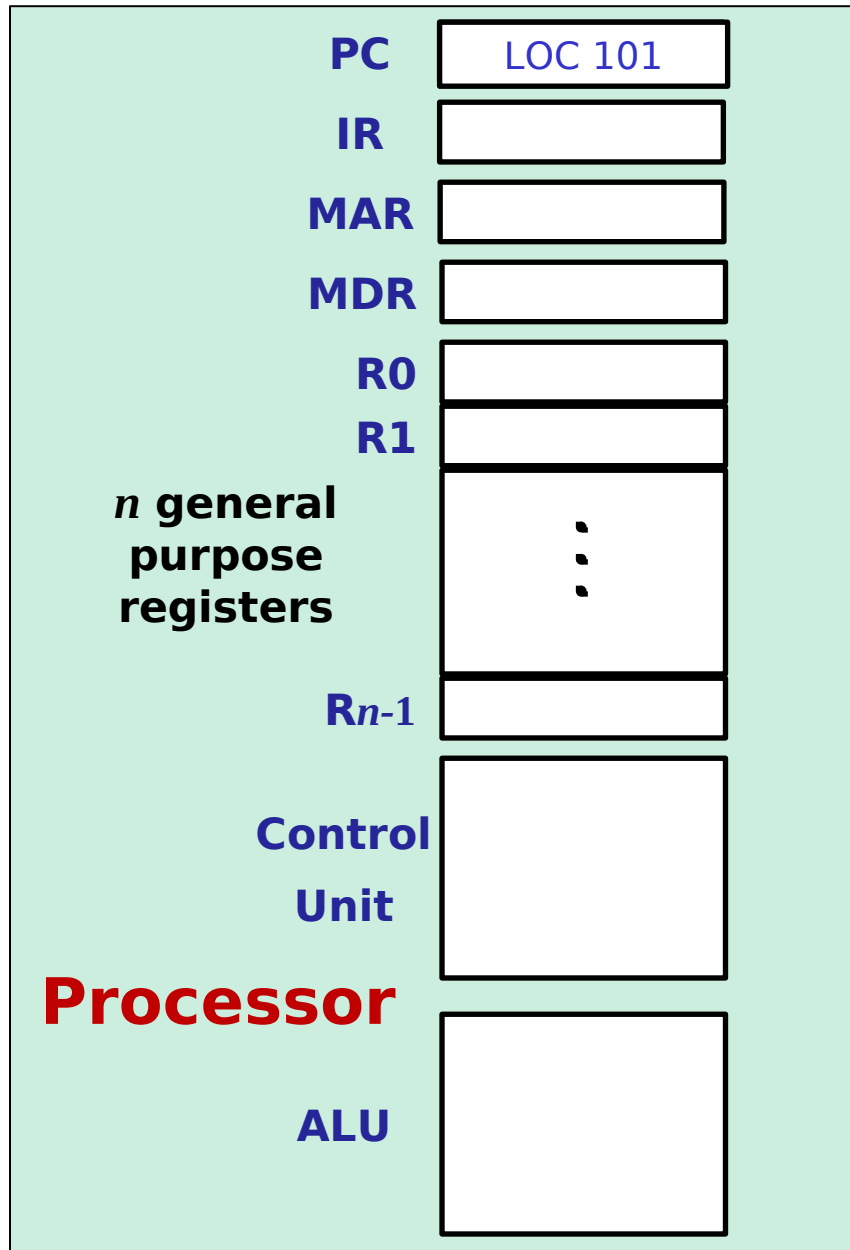 PC
LOC 101
IR
MAR
MDR
R0
R1
n general
purpose
registers
Rn-1
Control
Unit
Processor
ALU